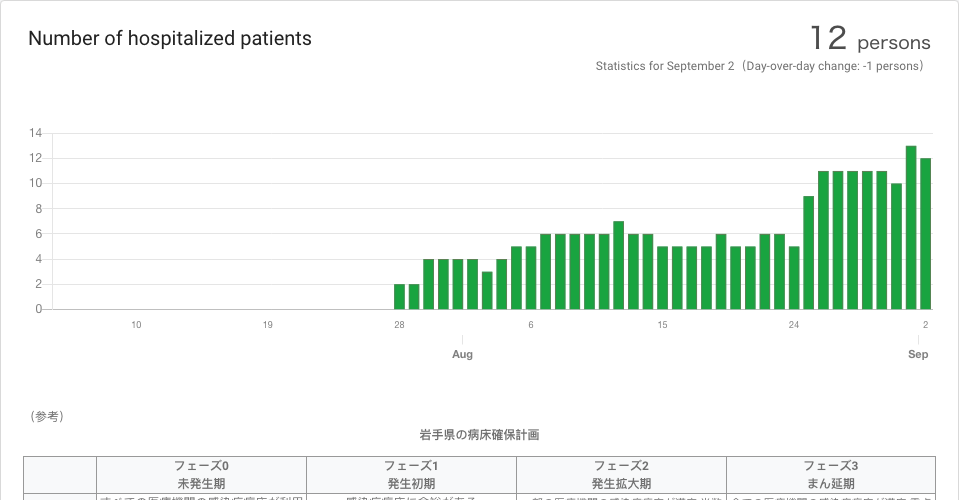 Number of hospitalized patients
12 persons
Statistics for September 2（Day-over-day change: -1 persons）
14
12
10
8
6
4
2
0
10 19 28 6 15 24 2
Aug Sep
（参考）
岩手県の病床確保計画
フェーズ0 フェーズ1 フェーズ2 フェーズ3
未発生期 発生初期 発生拡大期 まん延期